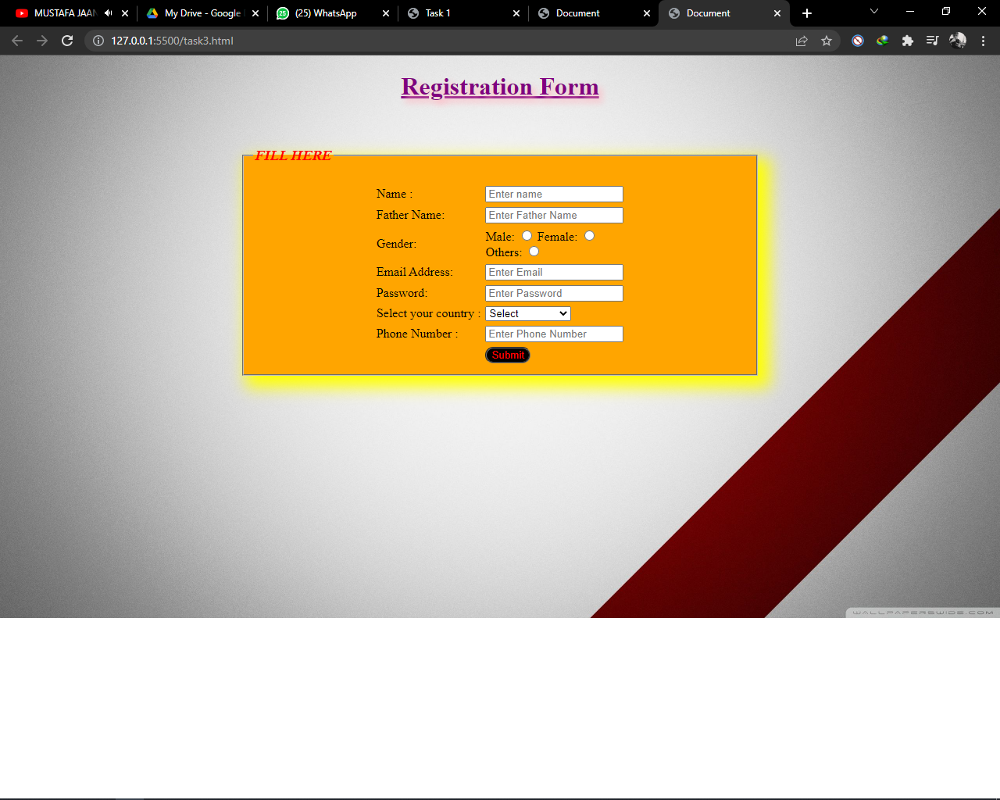 MUSTAFA JAAN
My Drive - Google
(25) WhatsApp
Task 1
Document
Document
127.0.0.1:5500/task3.html
Registration Form
FILL HERE
Name :
Enter name
Father Name:
Enter Father Name
Gender:
Male: Female:
Others:
Email Address:
Enter Email
Password:
Enter Password
Select your country :
Select
Phone Number :
Enter Phone Number
Submit
WALLPAPERSWIDE.COM